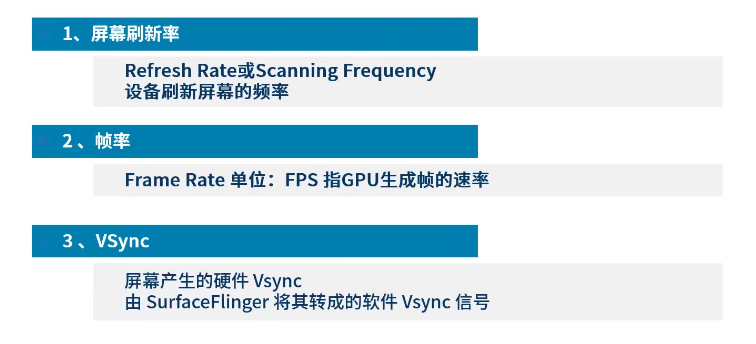 1、屏幕刷新率
Refresh Rate或Scanning Frequency
设备刷新屏幕的频率
2 、帧率
Frame Rate 单位：FPS 指GPU生成帧的速率
3 、VSync
屏幕产生的硬件 Vsync
由 SurfaceFlinger 将其转成的软件 Vsync 信号